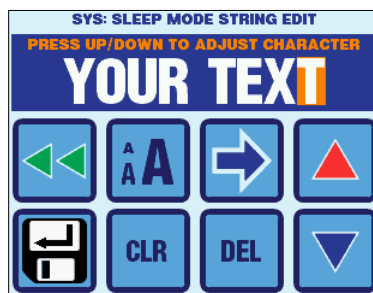 SYS: SLEEP MODE STRING EDIT
PRESS UP/DOWN TO ADJUST CHARACTER
YOUR TEXT
A A A
CLR DEL